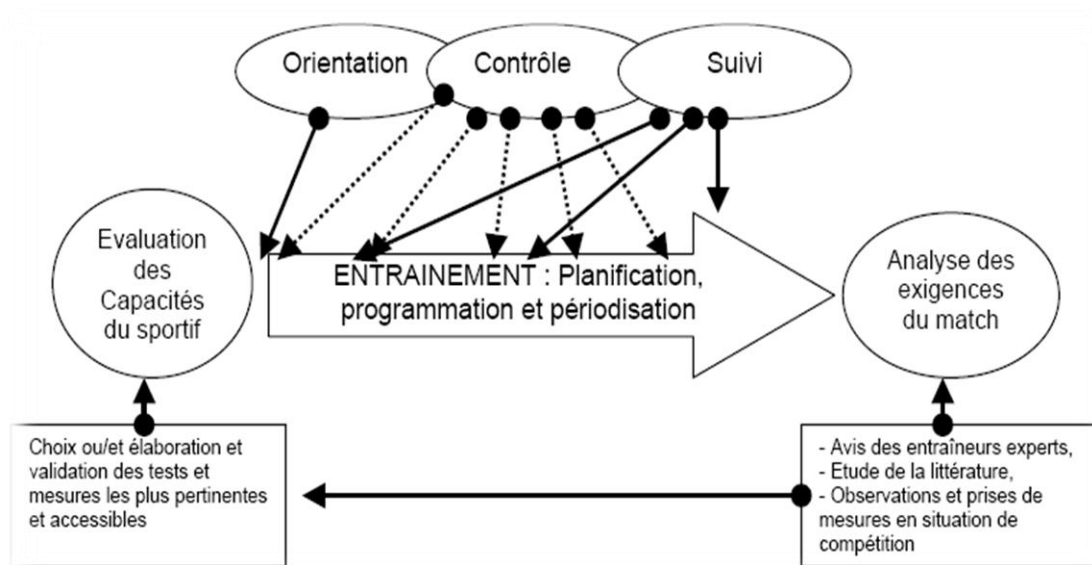 Orientation
Contrôle
Suivi
Evaluation
des
Capacités
du sportif
ENTRAINEMENT : Planification,
programmation et périodisation
Analyse des
exigences
du match
Choix ou/et élaboration et
validation des tests et
mesures les plus pertinentes
et accessibles
- Avis des entraîneurs experts,
- Etude de la littérature,
- Observations et prises de
mesures en situation de
compétition